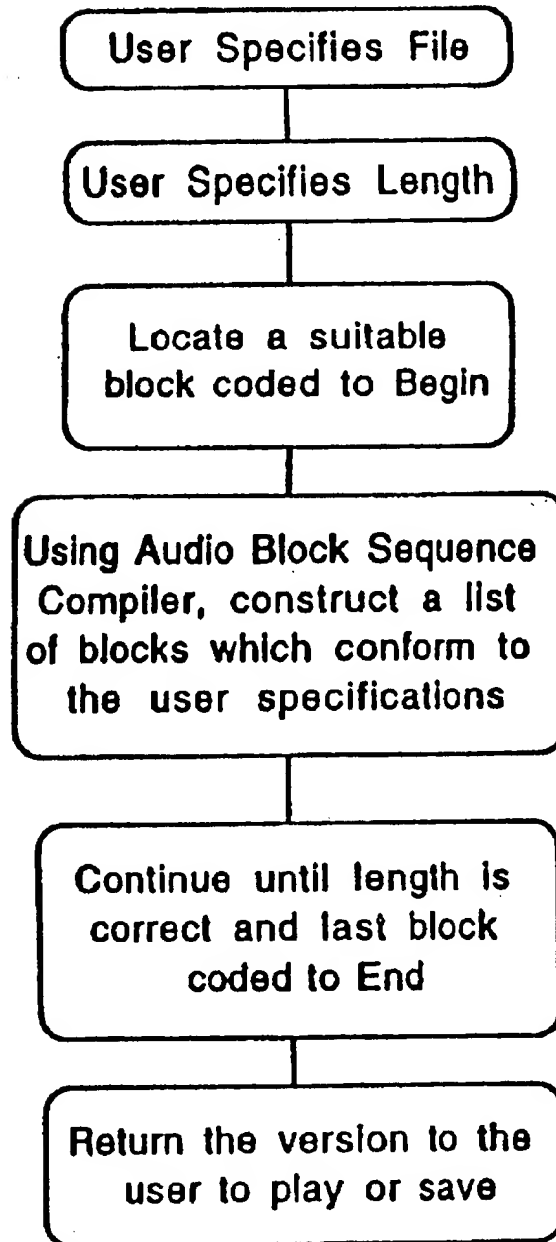 User Specifies File
User Specifies Length
Locate a suitable
block coded to Begin
Using Audio Block Sequence
Compiler, construct a list
of blocks which conform to
the user specifications
Continue until length is
correct and last block
coded to End
Return the version to the
user to play or save